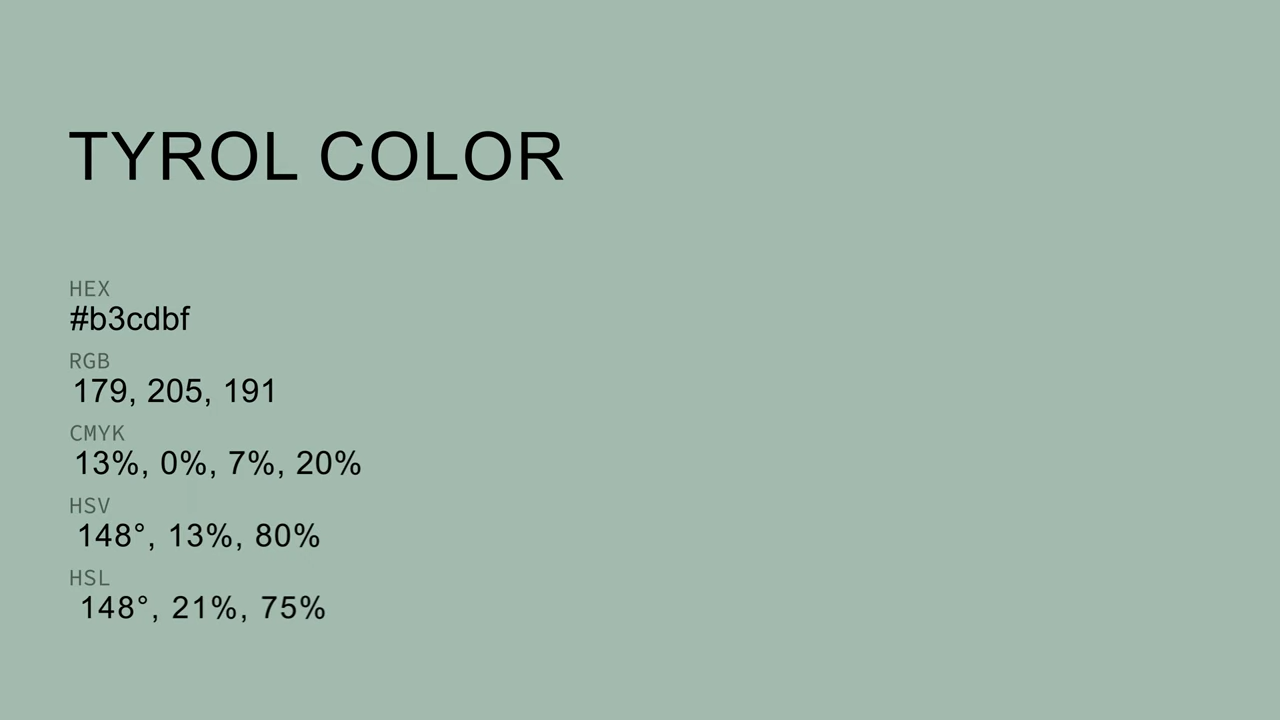 TYROL COLOR
HEX
#b3cdbf
RGB
179, 205, 191
CMYK
13%, 0%, 7%, 20%
HSV
148°, 13%, 80%
HSL
148°, 21%, 75%